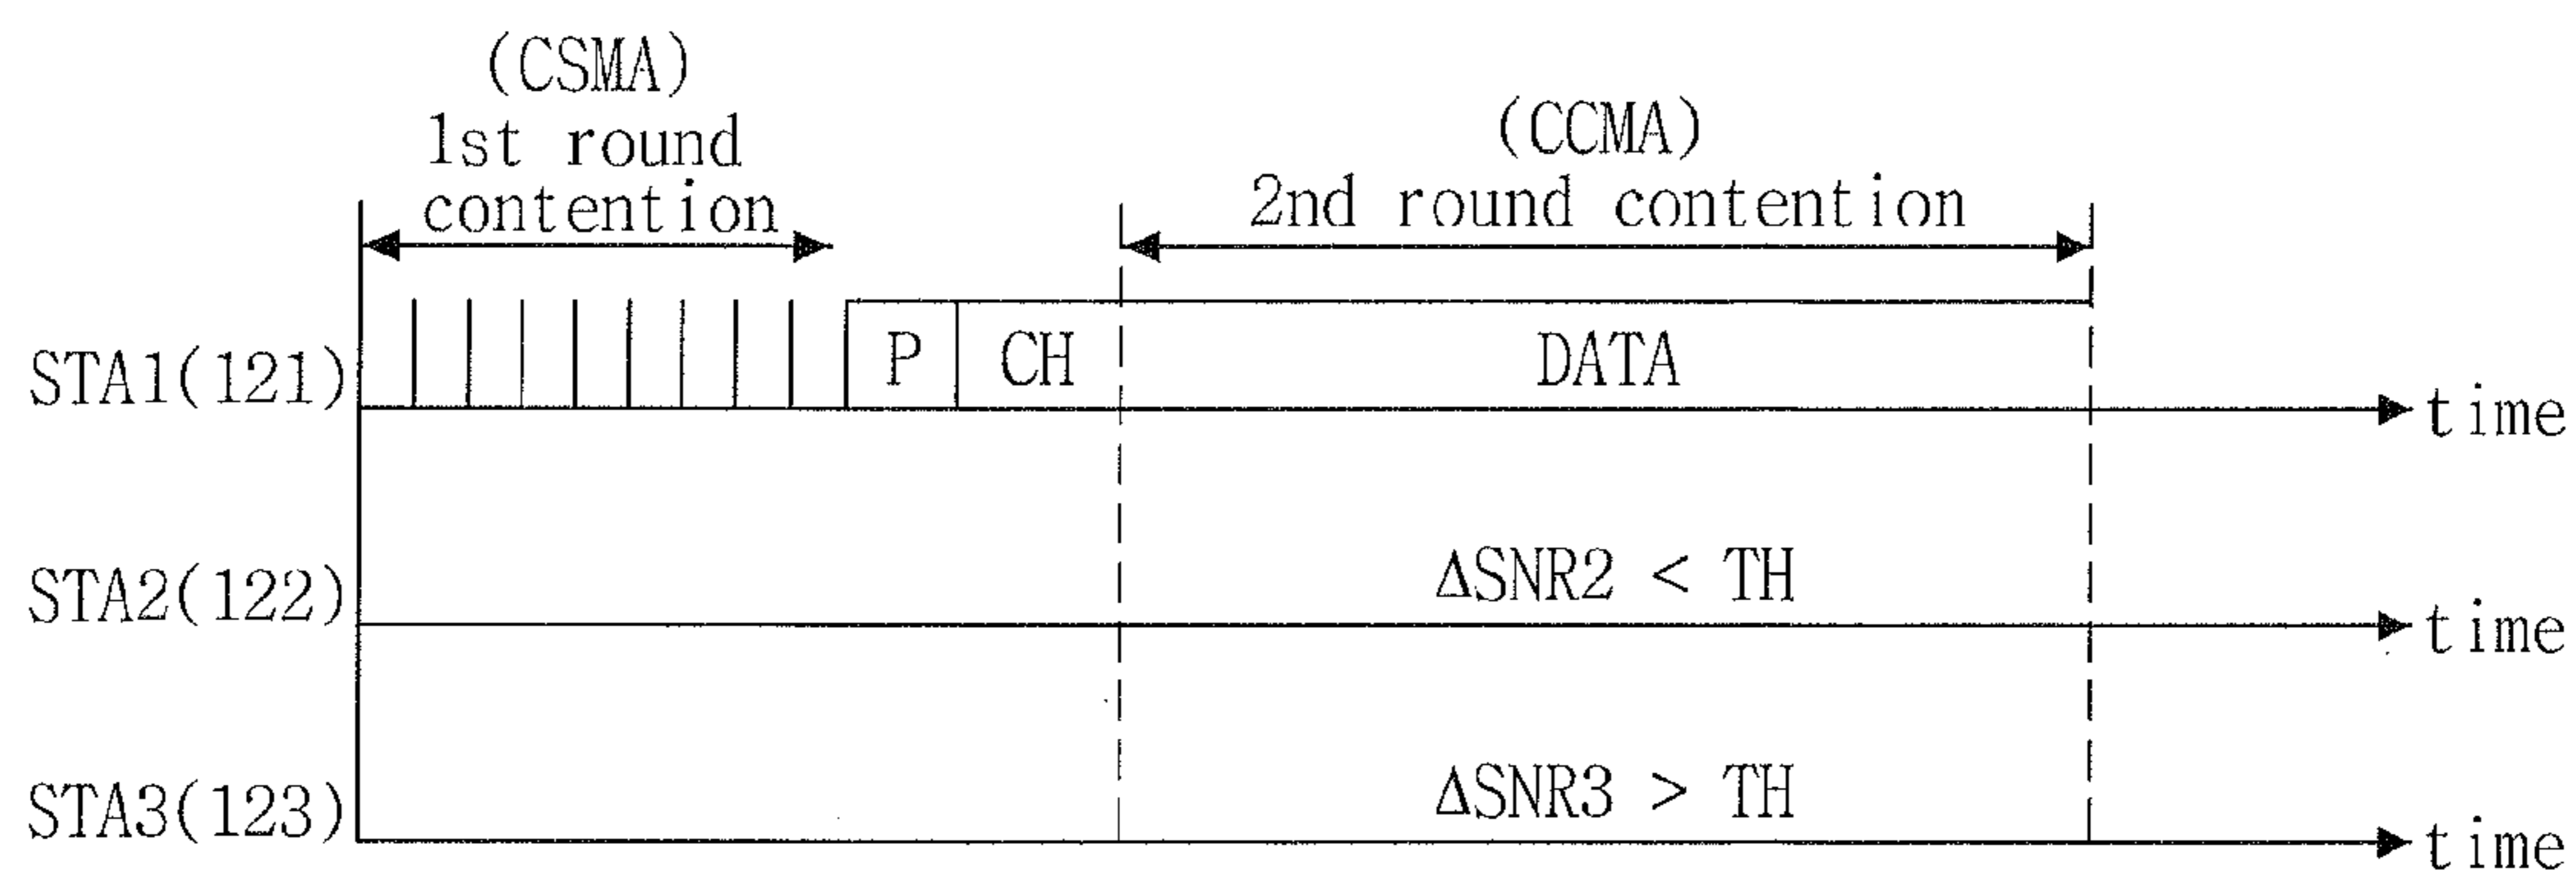 (CSMA)
1st round
contention
(CCMA)
2nd round contention
STA1(121)
P
CH
DATA
time
STA2(122)
ΔSNR2 < TH
time
STA3(123)
ΔSNR3 > TH
time